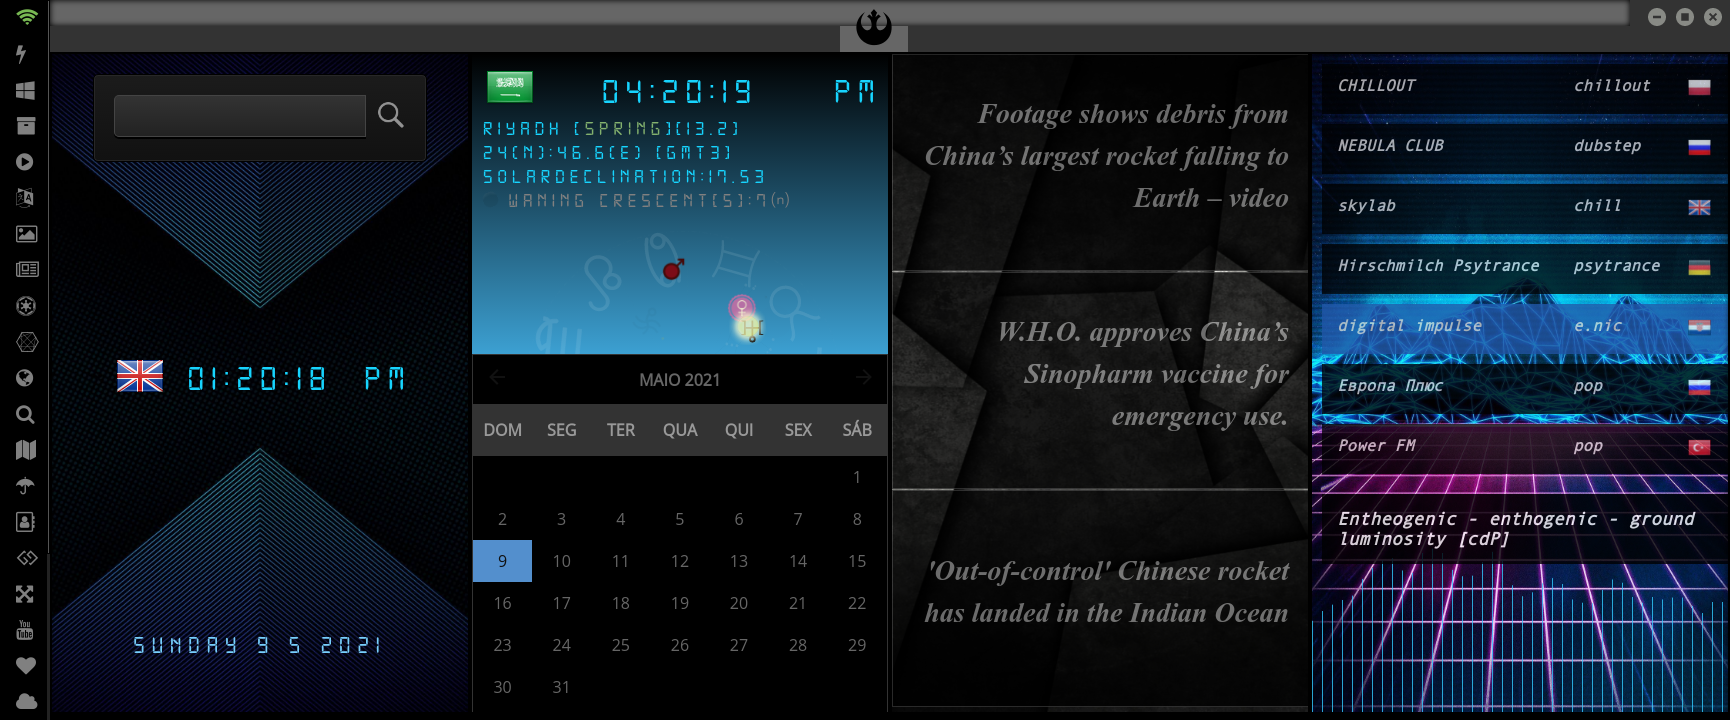 01:20:18 PM
SUNDAY 9 5 2021
04:20:19 PM
RIYADH [SPRING][13.2]
24(N):46.6(E) [GMT3]
SOLARDECLINATION:17.53
WANING CRESCENT[S]:7(n)
MAIO 2021
DOM SEG TER QUA QUI SEX SÁB
1
2 3 4 5 6 7 8
9 10 11 12 13 14 15
16 17 18 19 20 21 22
23 24 25 26 27 28 29
30 31
Footage shows debris from
China’s largest rocket falling to
Earth – video
W.H.O. approves China’s
Sinopharm vaccine for
emergency use.
'Out-of-control' Chinese rocket
has landed in the Indian Ocean
CHILLOUT chillout
NEBULA CLUB dubstep
skylab chill
Hirschmilch Psytrance psytrance
digital impulse e.nic
Европа Плюс pop
Power FM pop
Entheogenic - enthogenic - ground
luminosity [cdP]
You
Tube